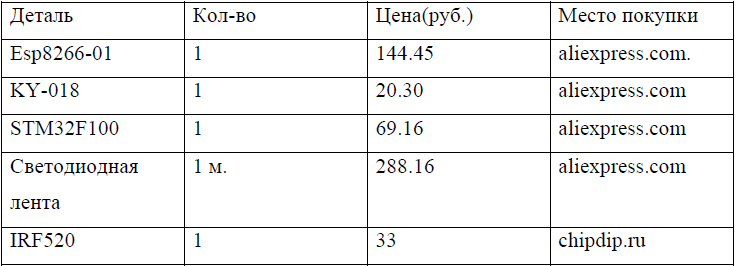 Деталь Кол-во Цена(руб.) Место покупки
Esp8266-01 1 144.45 aliexpress.com.
KY-018 1 20.30 aliexpress.com
STM32F100 1 69.16 aliexpress.com
Светодиодная 1 м. 288.16 aliexpress.com
лента
IRF520 1 33 chipdip.ru